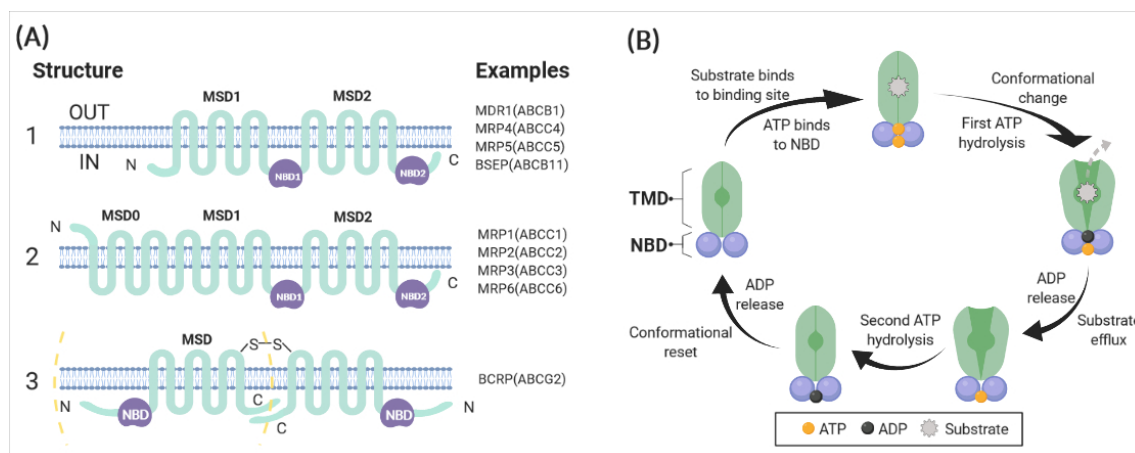 (A)
Structure
Examples
1
OUT
IN
N
MSD1
MSD2
NBD1
NBD2
C
MDR1(ABCB1)
MRP4(ABCC4)
MRP5(ABCC5)
BSEP(ABCB11)
2
N
MSD0
MSD1
MSD2
NBD1
NBD2
C
MRP1(ABCC1)
MRP2(ABCC2)
MRP3(ABCC3)
MRP6(ABCC6)
3
MSD
S
S
N
NBD
C
C
NBD
N
BCRP(ABCG2)
(B)
Substrate binds
to binding site
ATP binds
to NBD
Conformational
change
First ATP
hydrolysis
TMD
NBD
ADP
release
Substrate
efflux
Second ATP
hydrolysis
ADP
release
Conformational
reset
ATP
ADP
Substrate